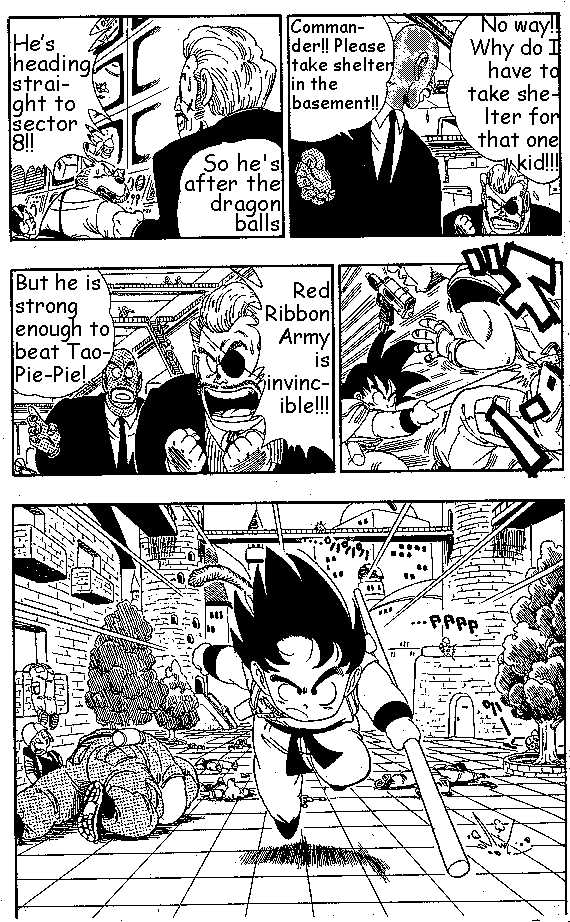 He's
heading
strai-
ght to
sector
8!!
So he's
after the
dragon
balls
Comman-
der!! Please
take shelter
in the
basement!!
No way!!
Why do I
have to
take she-
lter for
that one
kid!!!
But he is
strong
enough to
beat Tao-
Pie-Pie!
Red
Ribbon
Army
is
invinc-
ible!!!